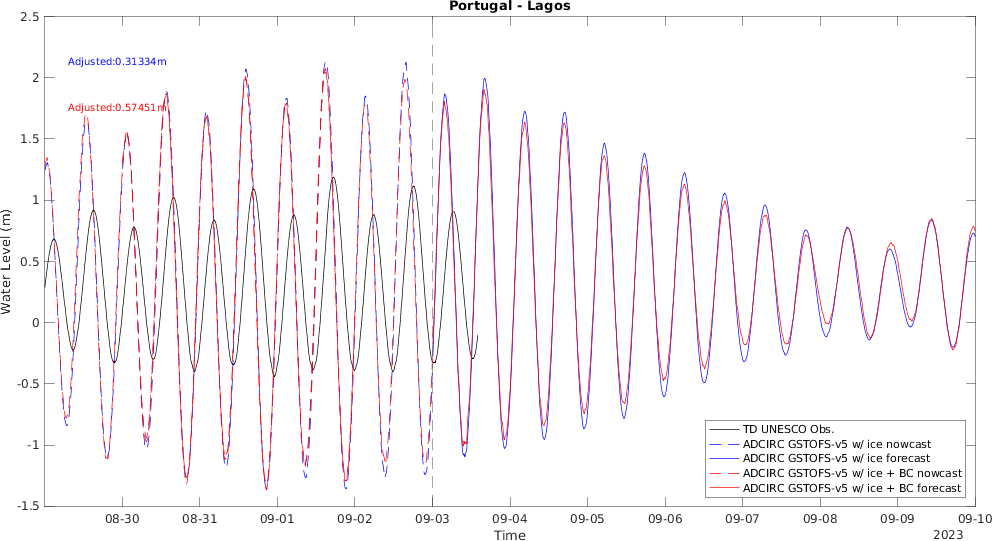 Portugal - Lagos
2.5
2
1.5
1
0.5
0
-0.5
-1
-1.5
Water Level (m)
Adjusted:0.31334m
Adjusted:0.57451m
TD UNESCO Obs.
ADCIRC GSTOFS-v5 w/ ice nowcast
ADCIRC GSTOFS-v5 w/ ice forecast
ADCIRC GSTOFS-v5 w/ ice + BC nowcast
ADCIRC GSTOFS-v5 w/ ice + BC forecast
08-30 08-31 09-01 09-02 09-03 09-04 09-05 09-06 09-07 09-08 09-09 09-10
Time
2023